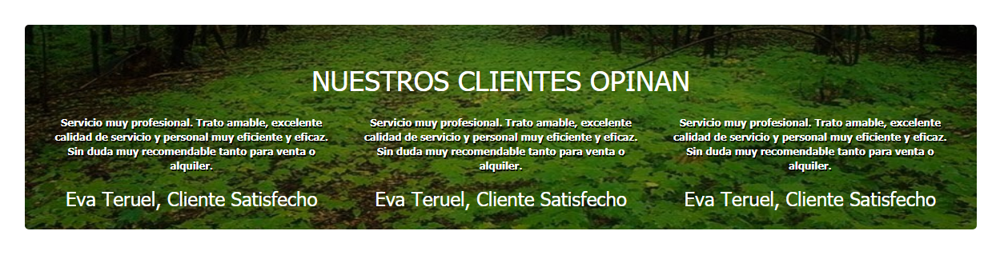 NUESTROS CLIENTES OPINAN
Servicio muy profesional. Trato amable, excelente
calidad de servicio y personal muy eficiente y eficaz.
Sin duda muy recomendable tanto para venta o
alquiler.
Eva Teruel, Cliente Satisfecho
Servicio muy profesional. Trato amable, excelente
calidad de servicio y personal muy eficiente y eficaz.
Sin duda muy recomendable tanto para venta o
alquiler.
Eva Teruel, Cliente Satisfecho
Servicio muy profesional. Trato amable, excelente
calidad de servicio y personal muy eficiente y eficaz.
Sin duda muy recomendable tanto para venta o
alquiler.
Eva Teruel, Cliente Satisfecho